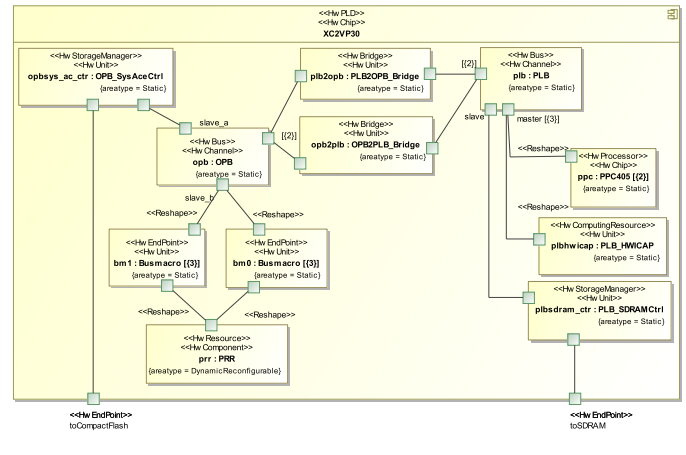 <<Hw PLD>>
<<Hw Chip>>
XC2VP30
<<Hw StorageManager>>
<<Hw Unit>>
opbsys_ac_ctr : OPB_SysAceCtrl
{areatype = Static}
<<Hw Bridge>>
<<Hw Unit>>
plb2opb : PLB2OPB_Bridge
{areatype = Static}
[{2}]
<<Hw Bus>>
<<Hw Channel>>
plb : PLB
{areatype = Static}
slave
master [{3}]
slave_a
[{2}]
<<Hw Bridge>>
<<Hw Unit>>
opb2plb : OPB2PLB_Bridge
{areatype = Static}
<<Hw Bus>>
<<Hw Channel>>
opb : OPB
{areatype = Static}
slave_b
<<Reshape>>
<<Hw Processor>>
<<Hw Chip>>
ppc : PPC405 [{2}]
{areatype = Static}
<<Reshape>>
<<Reshape>>
<<Reshape>>
<<Hw ComputingResource>>
<<Hw Unit>>
plbhwicap : PLB_HWICAP
{areatype = Static}
<<Hw EndPoint>>
<<Hw Unit>>
bm1 : Busmacro [{3}]
{areatype = Static}
<<Hw EndPoint>>
<<Hw Unit>>
bm0 : Busmacro [{3}]
{areatype = Static}
<<Hw StorageManager>>
<<Hw Unit>>
plbsdram_ctr : PLB_SDRAMCtrl
{areatype = Static}
<<Reshape>>
<<Reshape>>
<<Hw Resource>>
<<Hw Component>>
prr : PRR
{areatype = DynamicReconfigurable}
<<Hw EndPoint>>
toCompactFlash
<<Hw EndPoint>>
toSDRAM